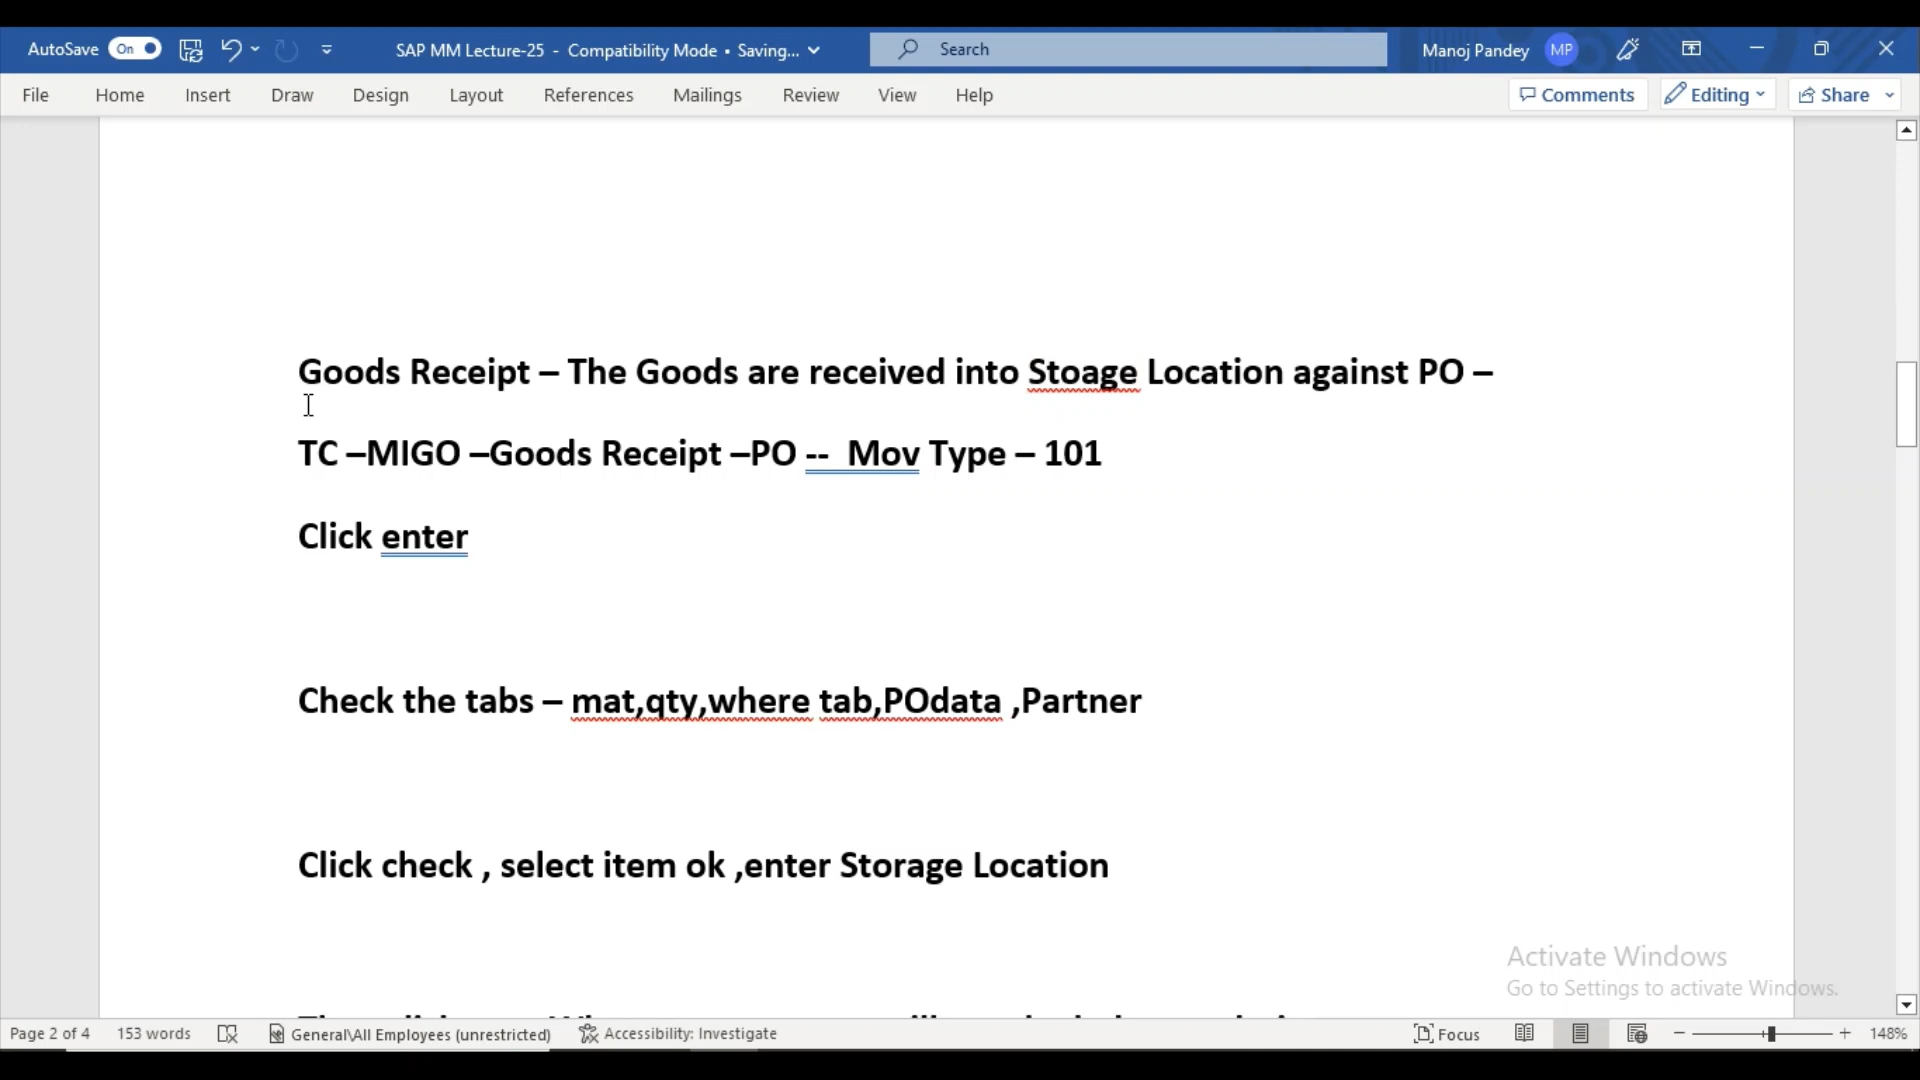 AutoSave On SAP MM Lecture-25 - Compatibility Mode • Saving... Search Manoj Pandey MP
File Home Insert Draw Design Layout References Mailings Review View Help Comments Editing Share
Goods Receipt – The Goods are received into Stoage Location against PO –
TC –MIGO –Goods Receipt –PO -- Mov Type – 101
Click enter
Check the tabs – mat,qty,where tab,POdata ,Partner
Click check , select item ok ,enter Storage Location
Activate Windows
Go to Settings to activate Windows.
Page 2 of 4 153 words General\All Employees (unrestricted) Accessibility: Investigate Focus 148%